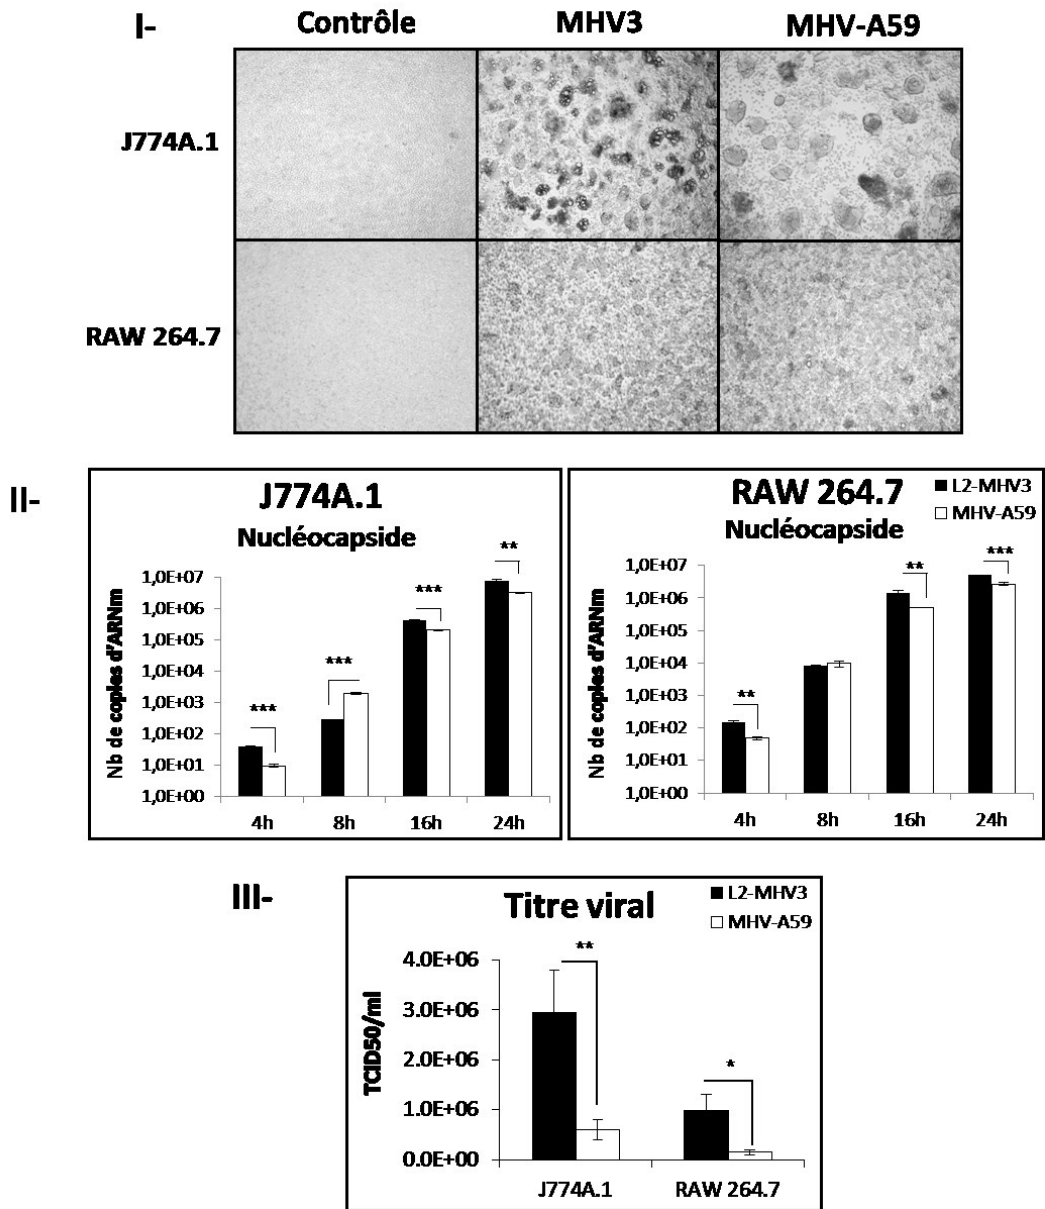 I-
Contrôle
MHV3
MHV-A59
J774A.1
RAW 264.7
II-
J774A.1
Nucléocapside
Nb de copies d'ARNm
1,0E+07
1,0E+06
1,0E+05
1,0E+04
1,0E+03
1,0E+02
1,0E+01
1,0E+00
***
***
***
**
4h 8h 16h 24h
RAW 264.7
Nucléocapside
L2-MHV3
MHV-A59
Nb de copies d'ARNm
1,0E+07
1,0E+06
1,0E+05
1,0E+04
1,0E+03
1,0E+02
1,0E+01
1,0E+00
**
**
***
4h 8h 16h 24h
III-
Titre viral
L2-MHV3
MHV-A59
TCID50/ml
4.0E+06
3.0E+06
2.0E+06
1.0E+06
0.0E+00
**
*
J774A.1 RAW 264.7